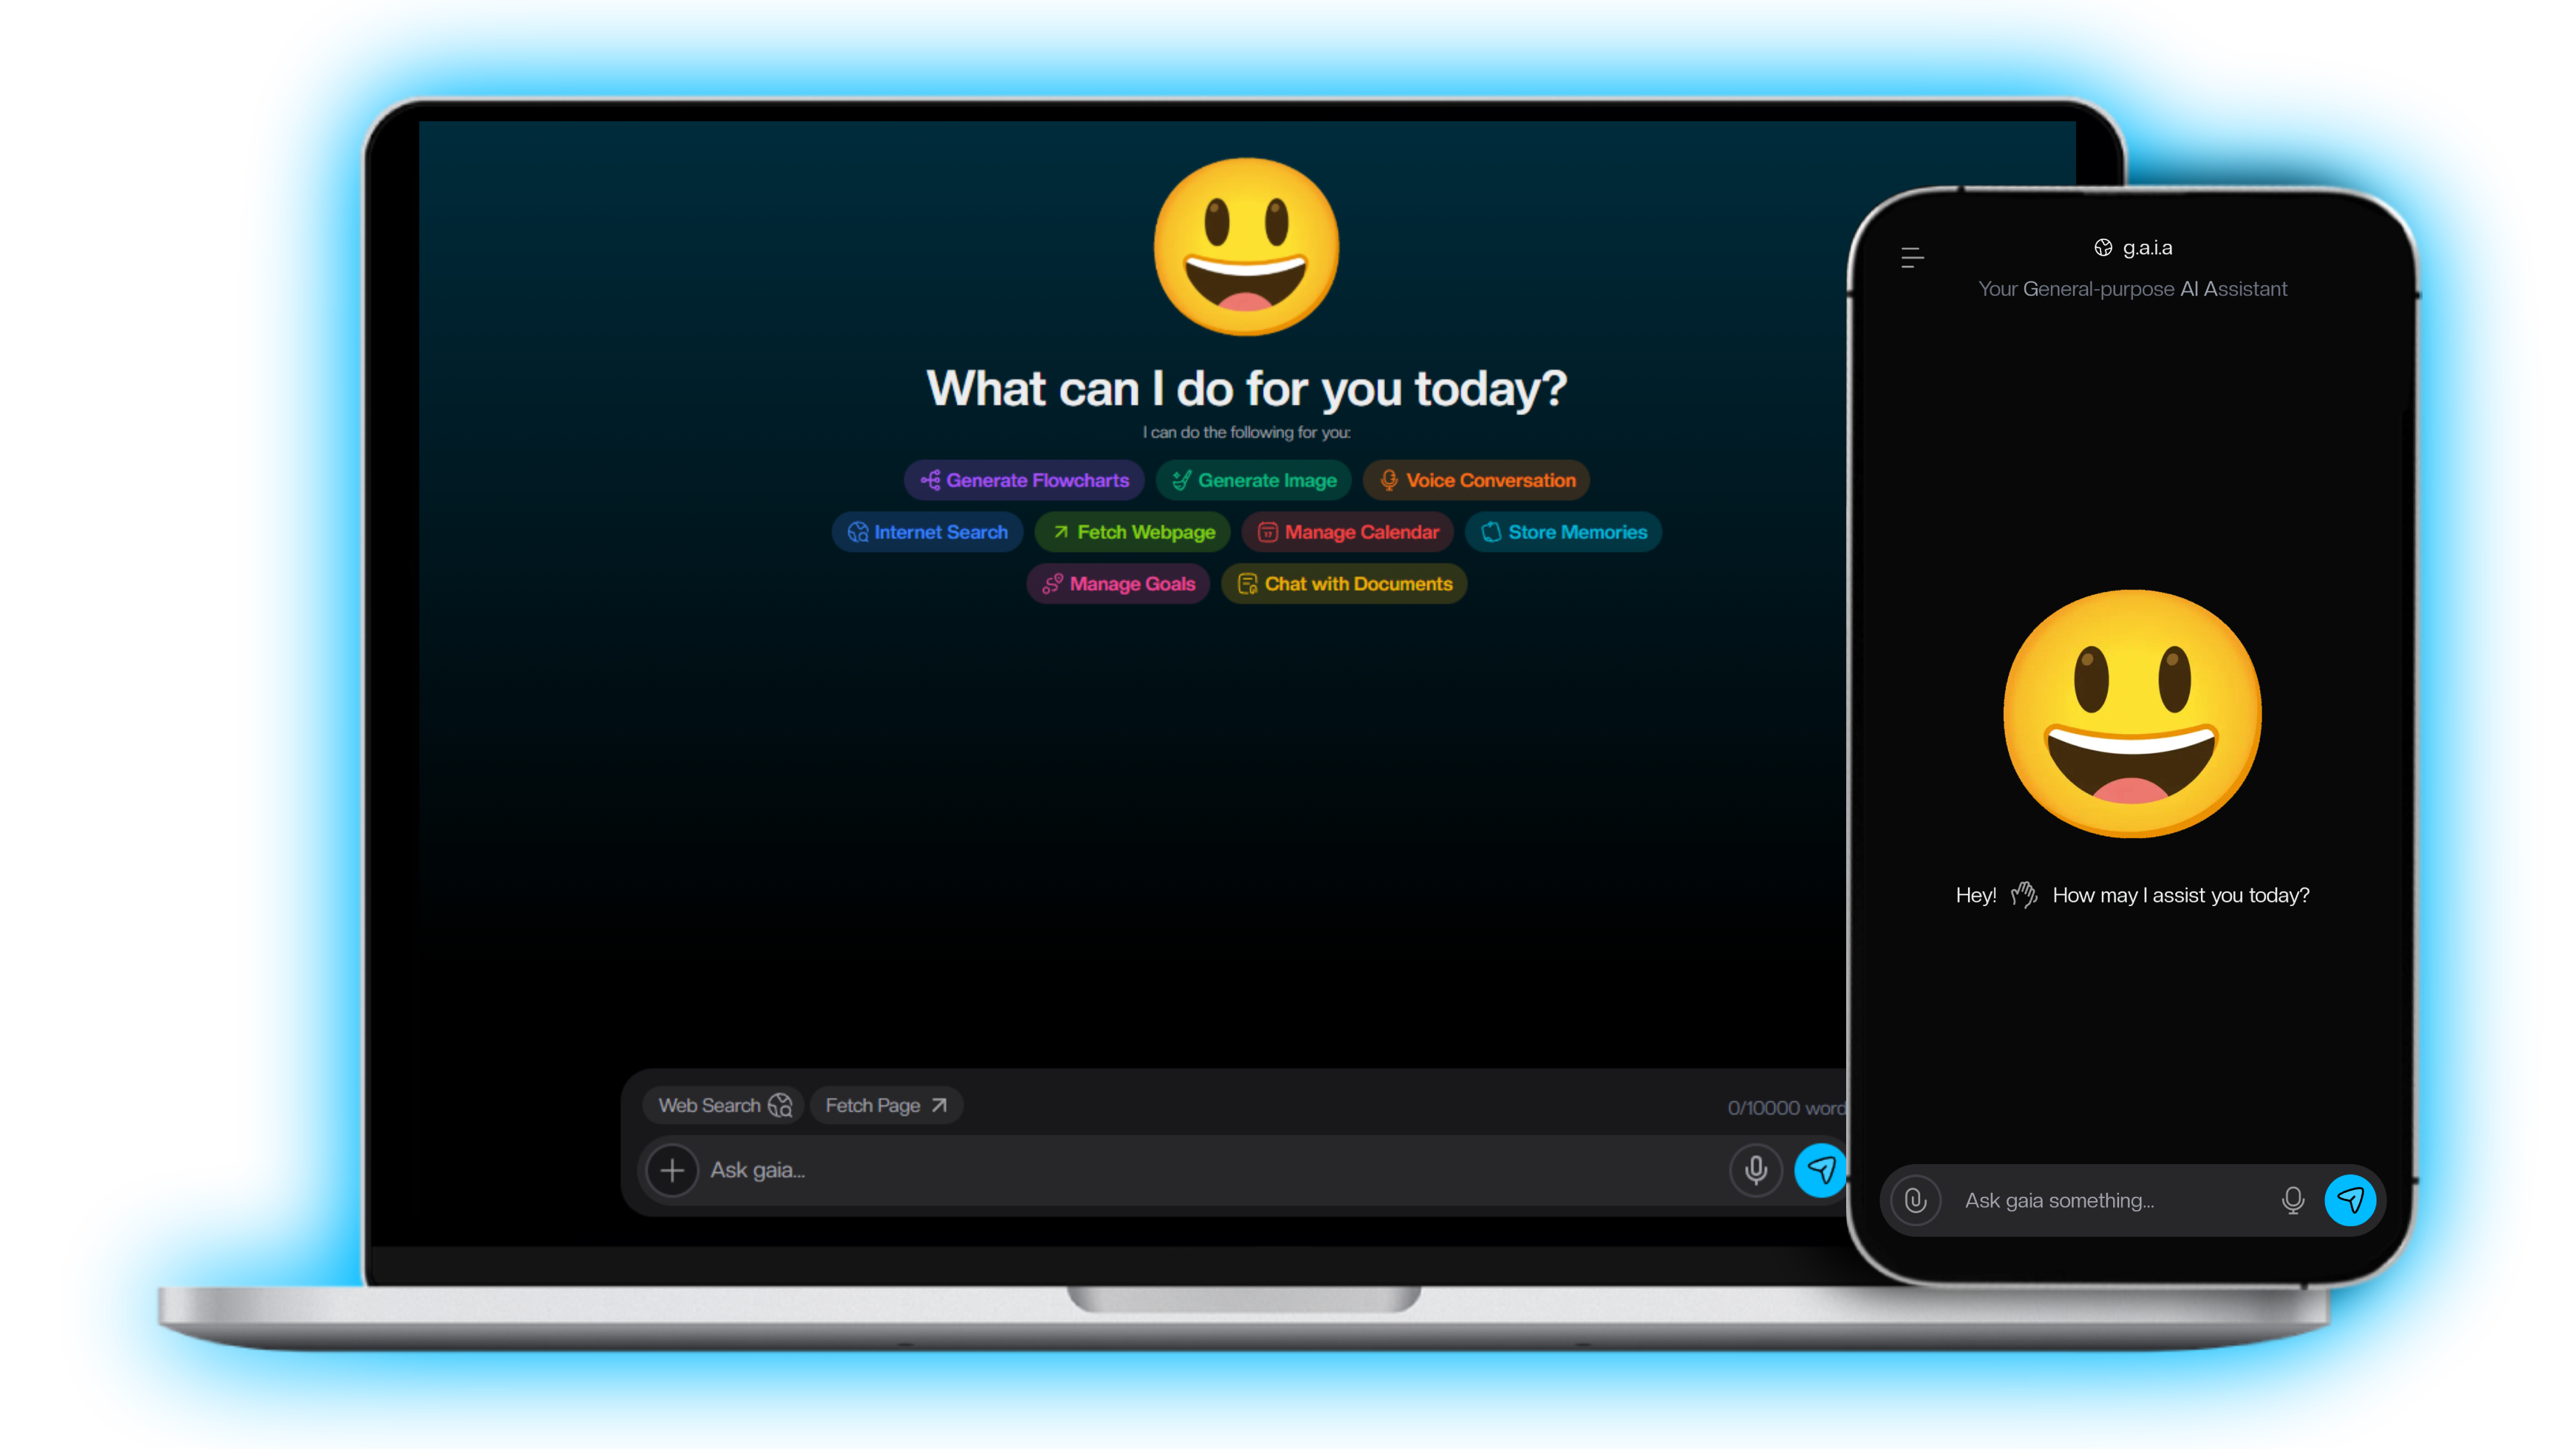 What can I do for you today?
I can do the following for you:
Generate Flowcharts
Generate Image
Voice Conversation
Internet Search
Fetch Webpage
Manage Calendar
Store Memories
Manage Goals
Chat with Documents
Web Search
Fetch Page
0/10000 word
Ask gaia...
g.a.i.a
Your General-purpose AI Assistant
Hey! How may I assist you today?
Ask gaia something...